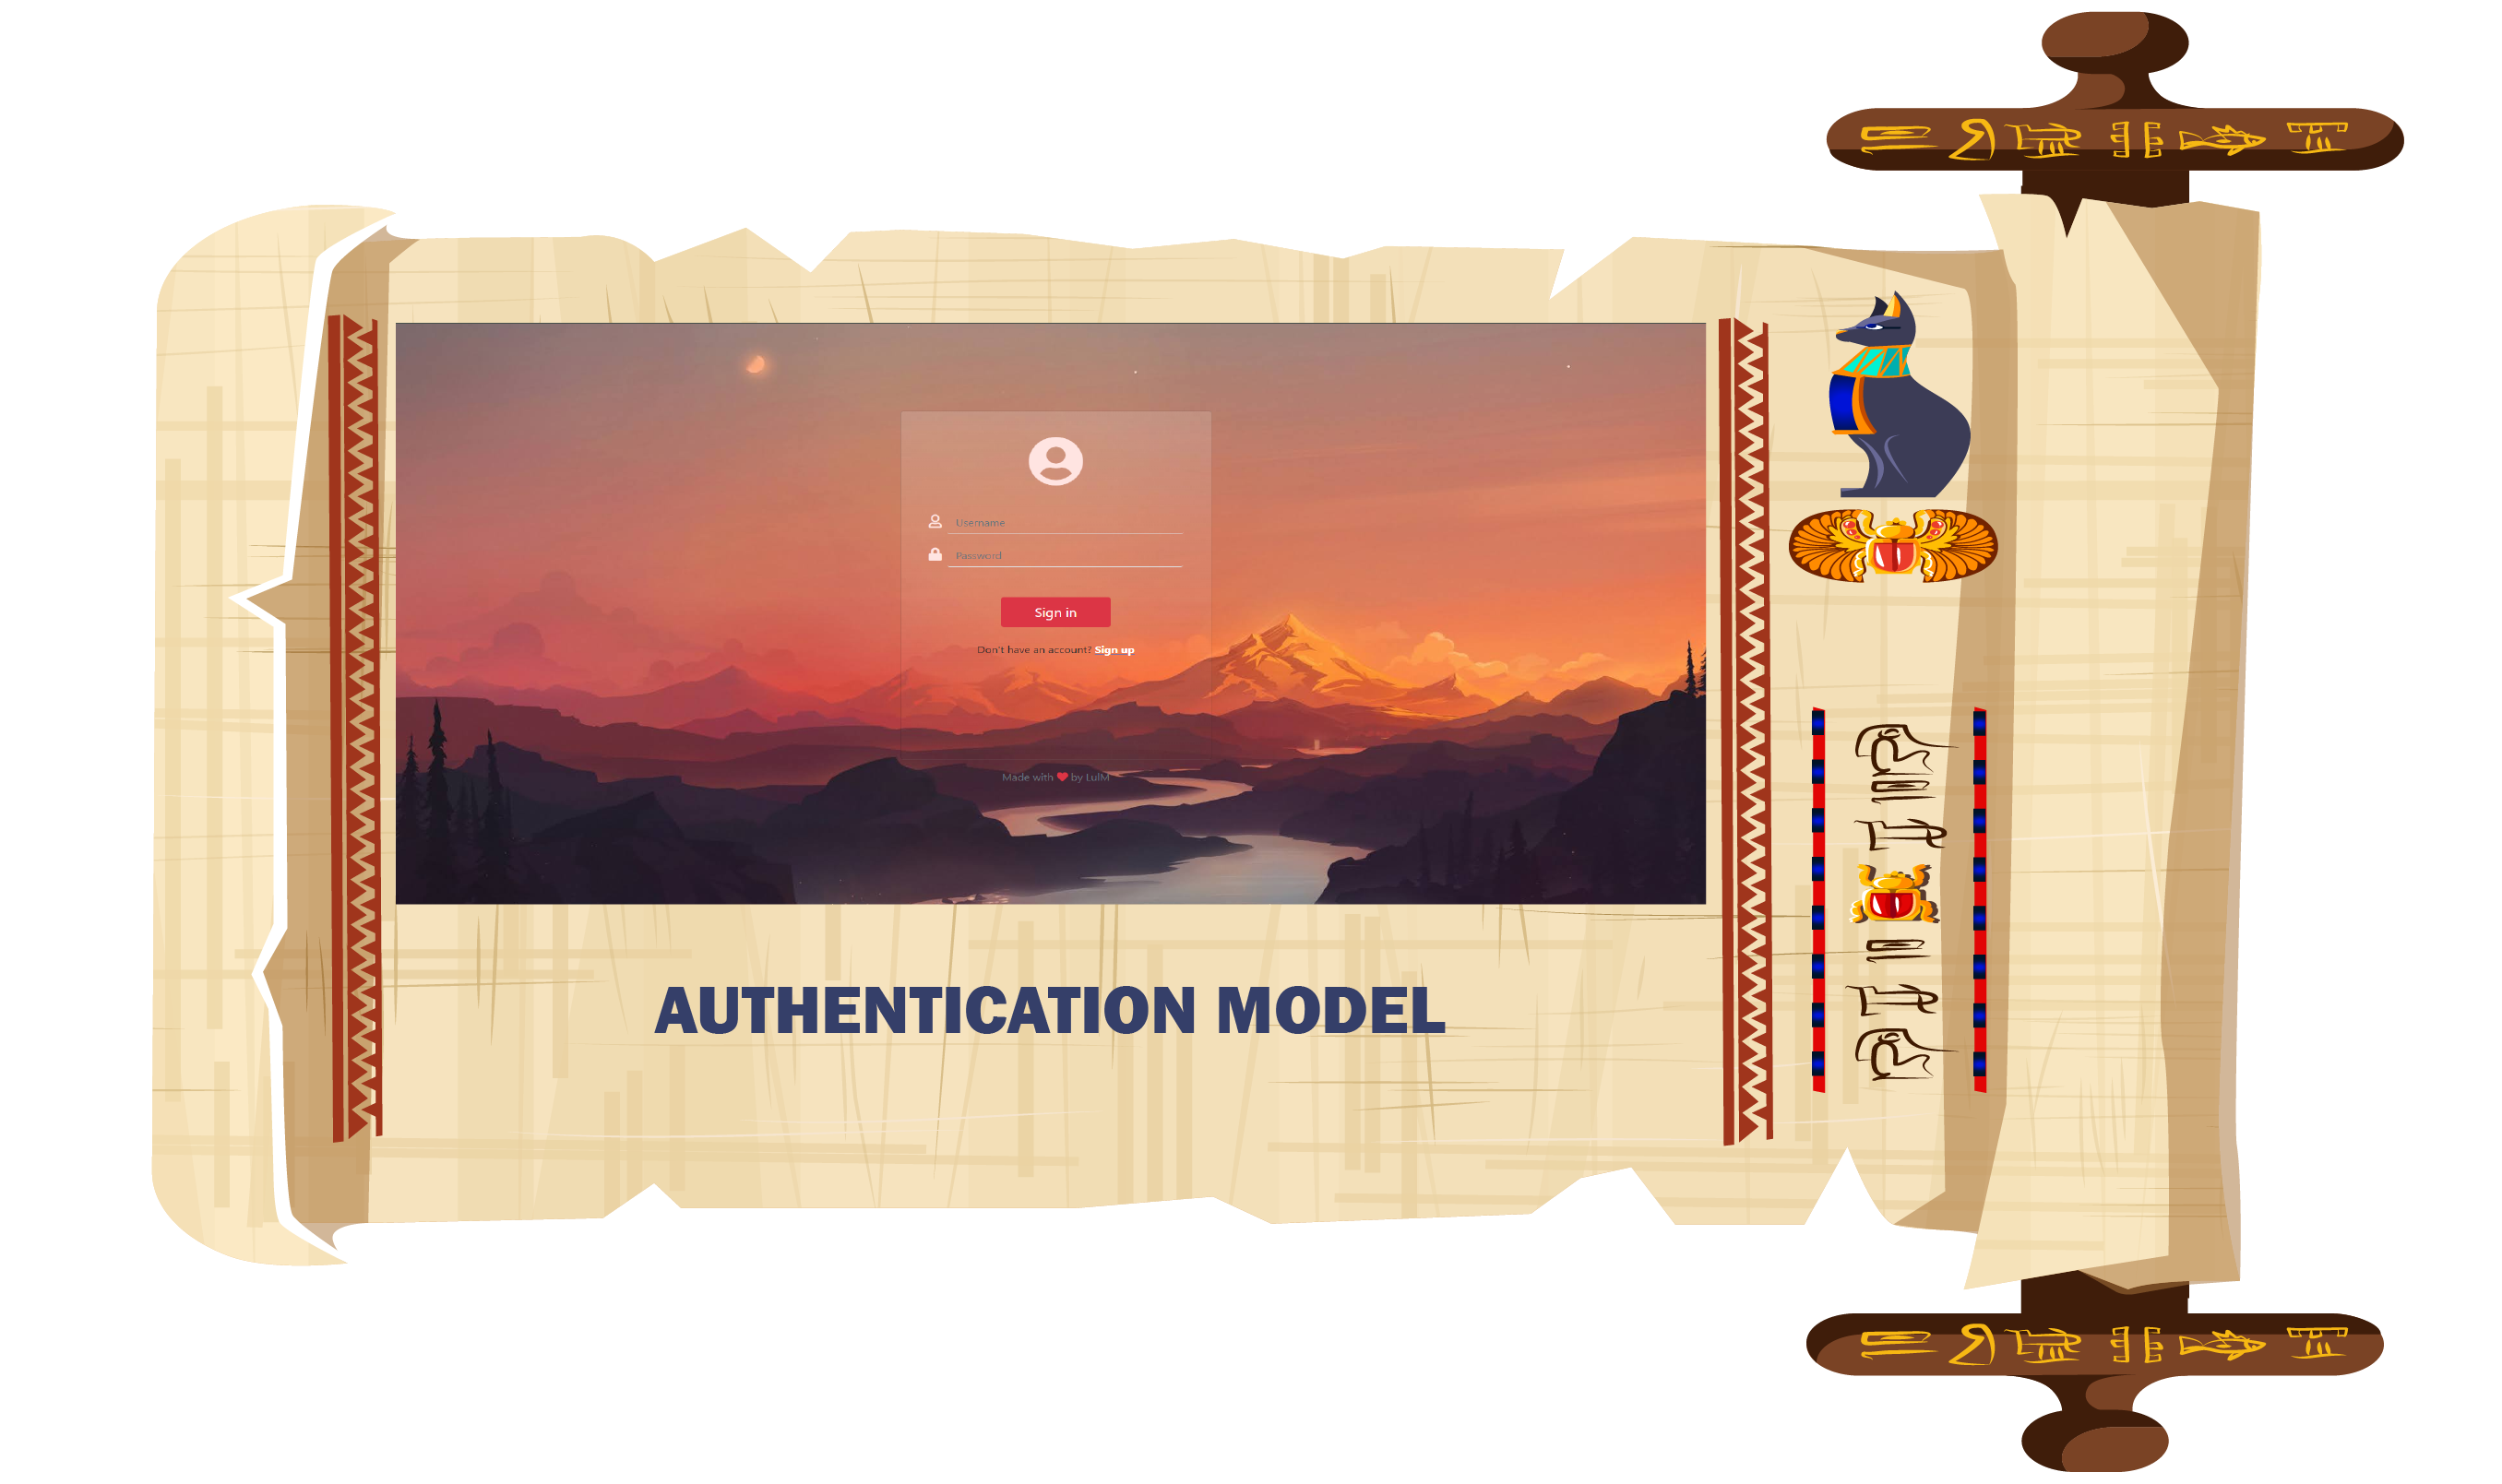 Username
Password
Sign in
Don't have an account? Sign up
Made with ❤ by LulM
AUTHENTICATION MODEL